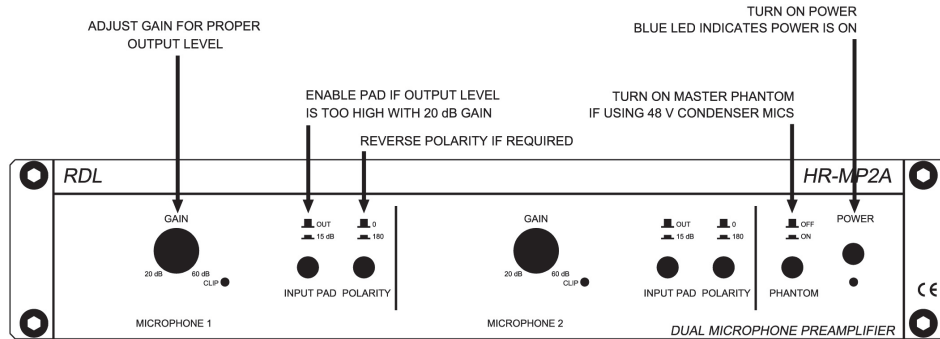 ADJUST GAIN FOR PROPER
OUTPUT LEVEL
ENABLE PAD IF OUTPUT LEVEL
IS TOO HIGH WITH 20 dB GAIN
REVERSE POLARITY IF REQUIRED
TURN ON MASTER PHANTOM
IF USING 48 V CONDENSER MICS
TURN ON POWER
BLUE LED INDICATES POWER IS ON
RDL
HR-MP2A
GAIN
20 dB
60 dB
CLIP
OUT
15 dB
INPUT PAD
0
180
POLARITY
MICROPHONE 1
GAIN
20 dB
60 dB
CLIP
OUT
15 dB
INPUT PAD
0
180
POLARITY
MICROPHONE 2
OFF
ON
PHANTOM
POWER
CE
DUAL MICROPHONE PREAMPLIFIER